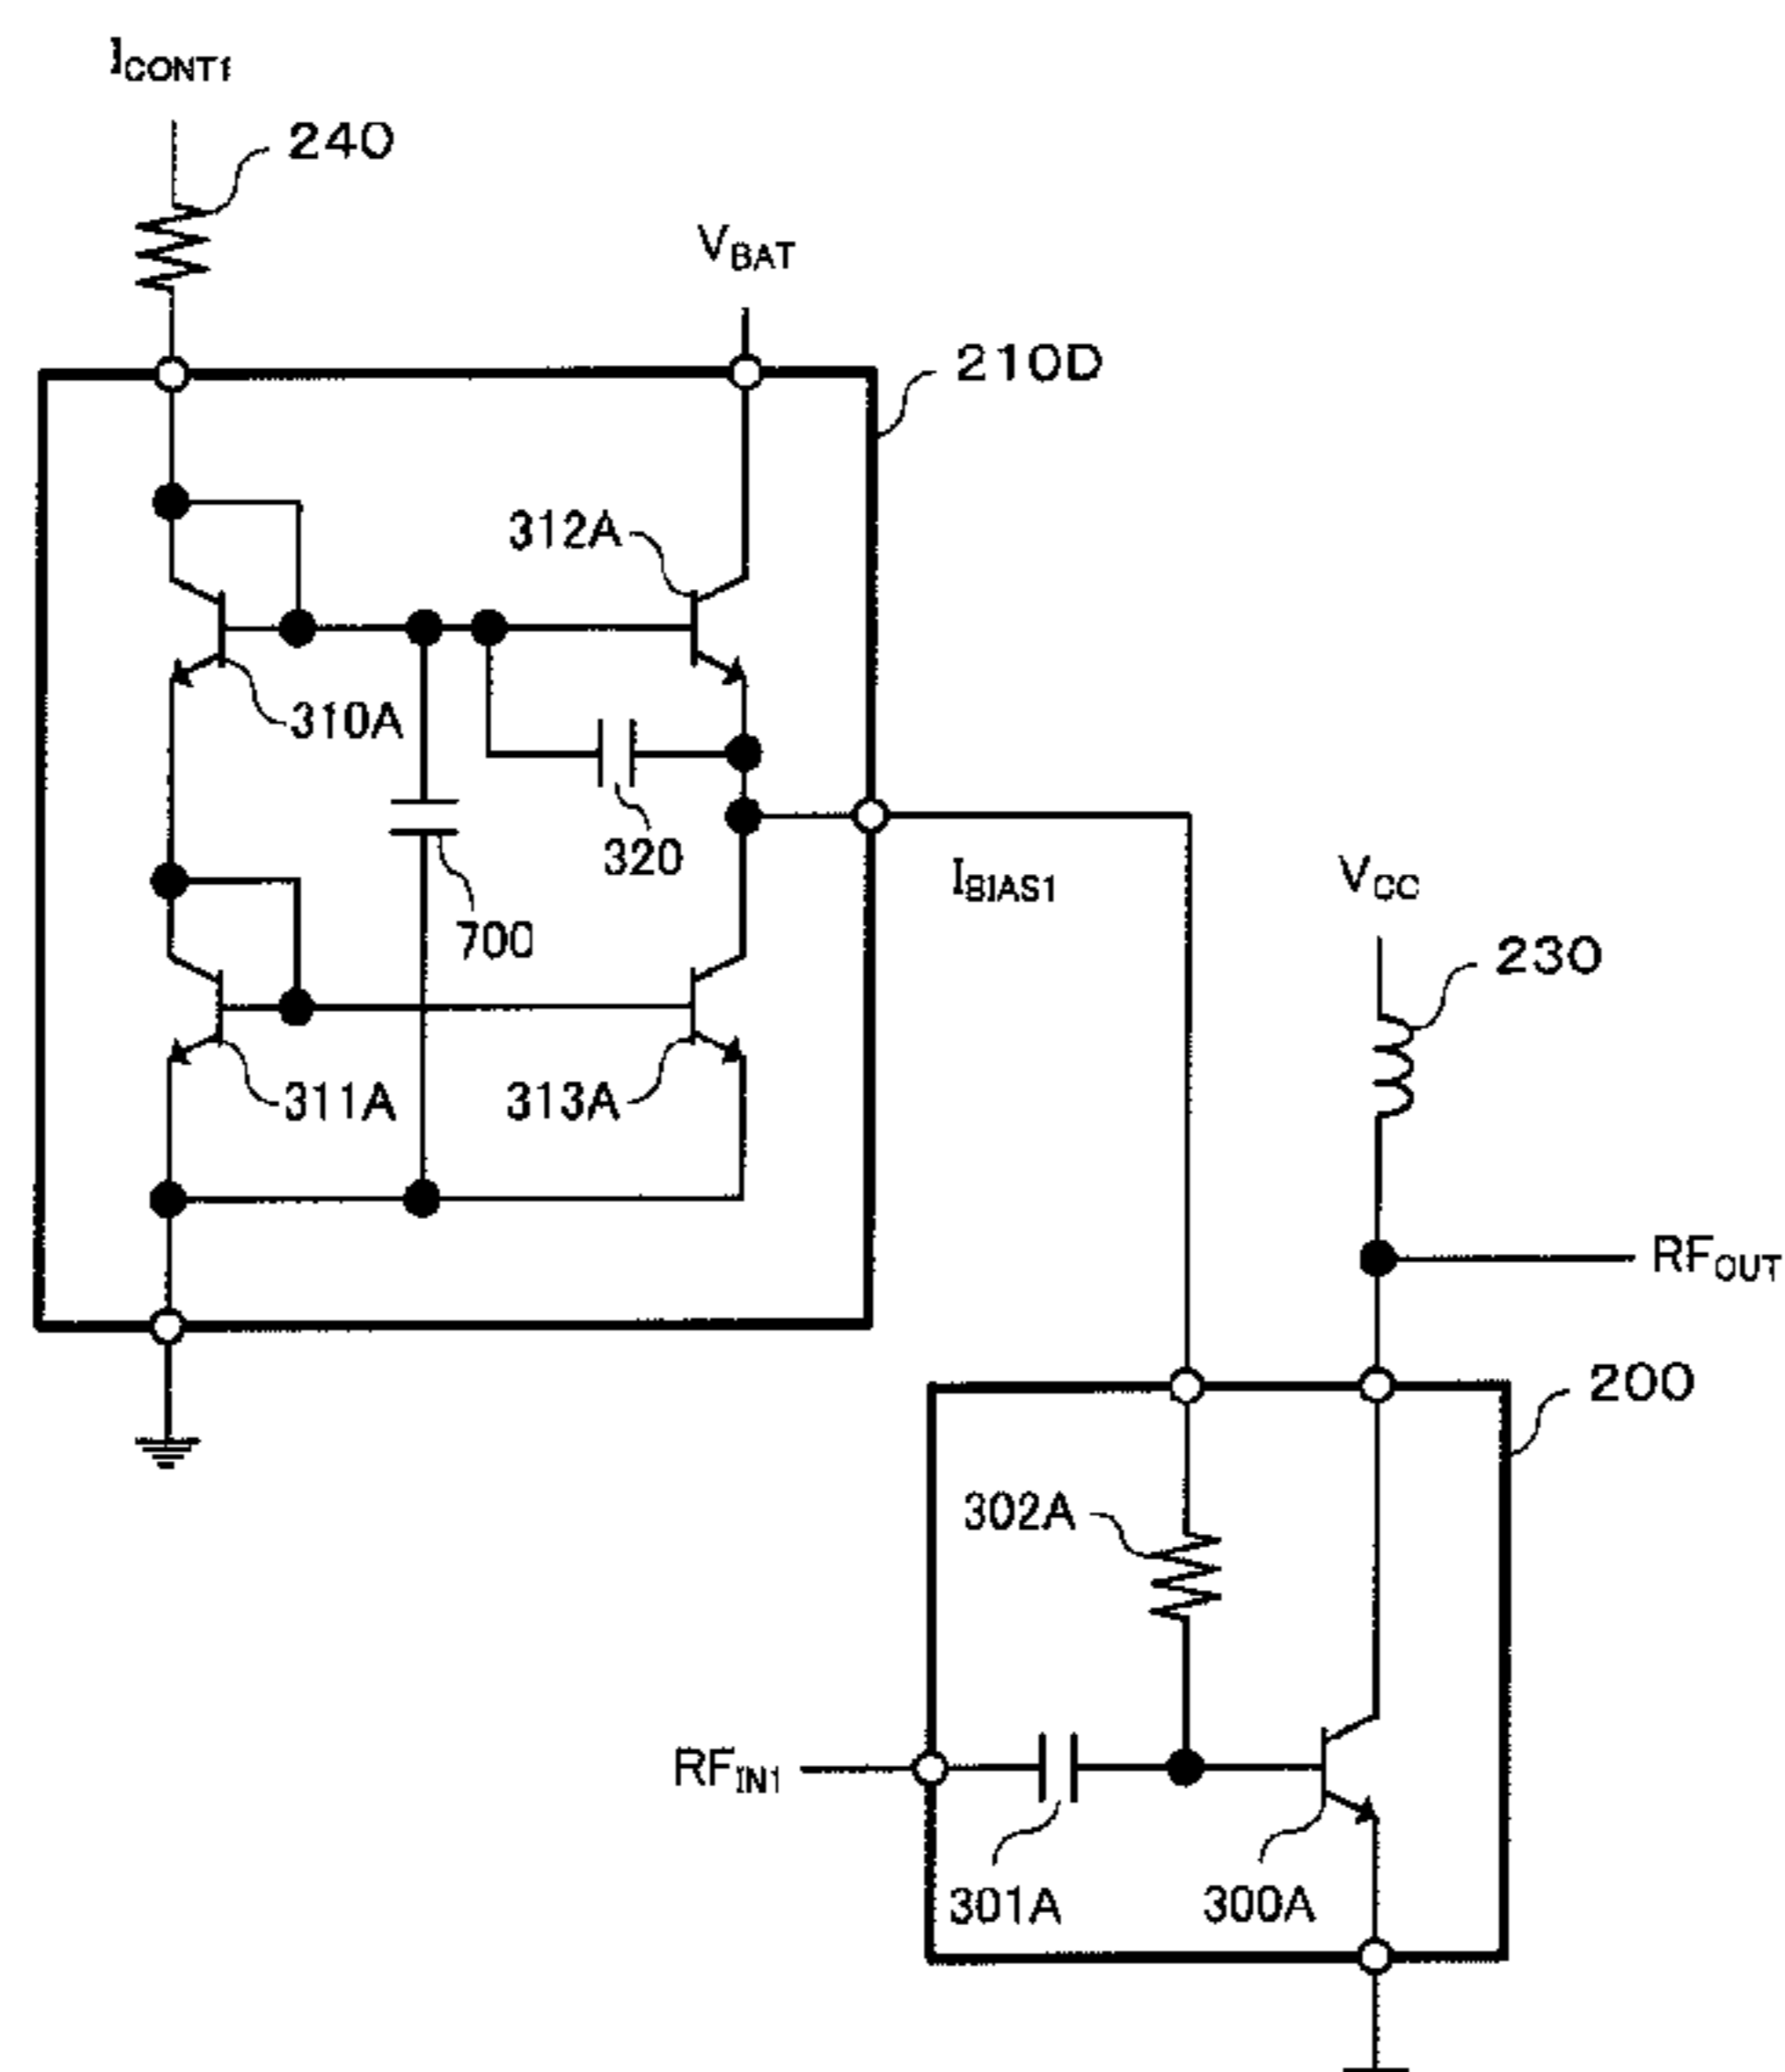 ICONT1
240
VBAT
210D
312A
310A
320
IBIAS1
VCC
700
230
311A
313A
RFOUT
200
302A
RFIN1
301A
300A